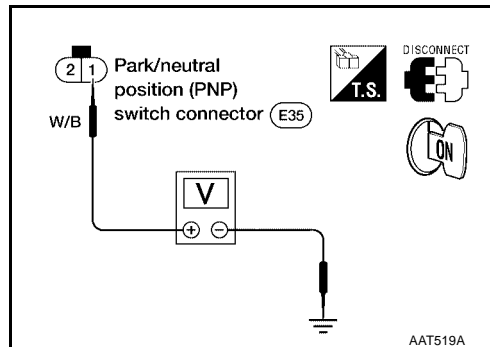 2 1
Park/neutral
position (PNP)
switch connector E35
W/B
T.S.
DISCONNECT
ON
V
+ −
AAT519A